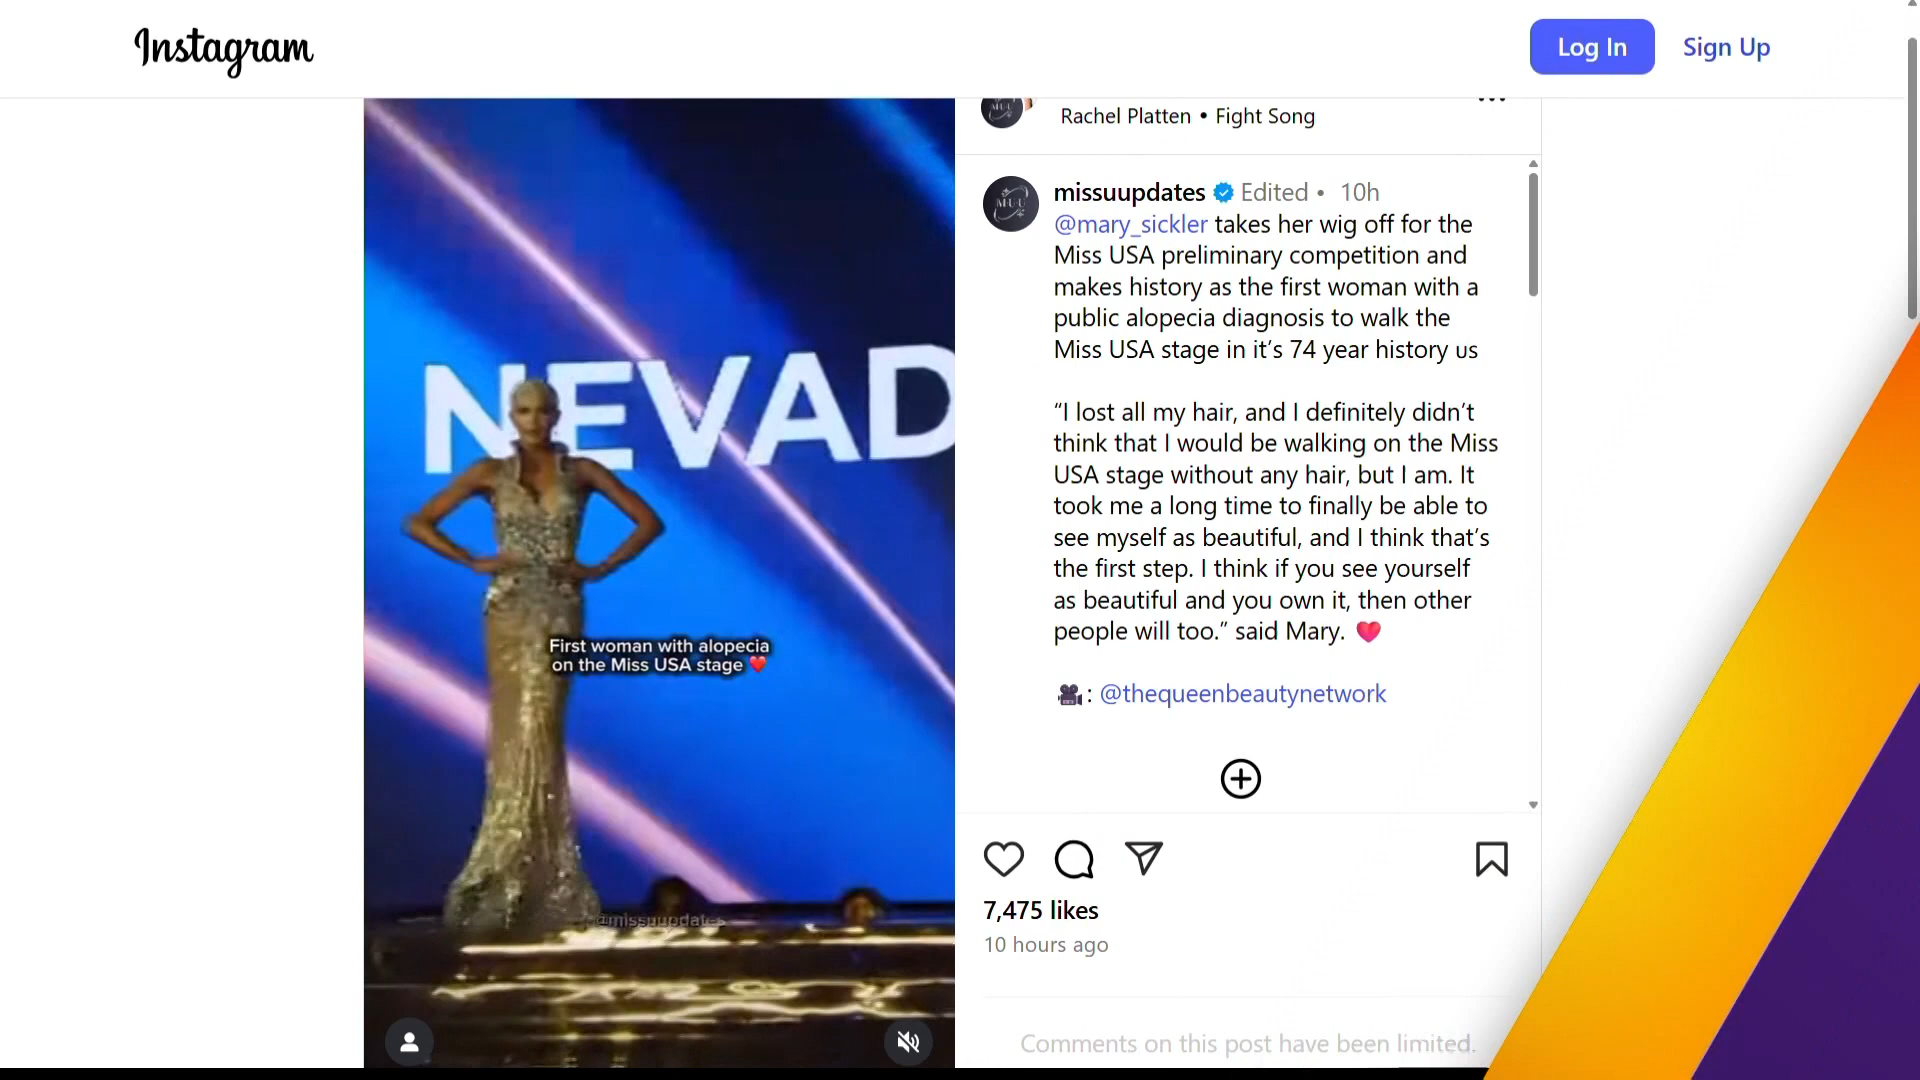 Instagram
Log In
Sign Up
Rachel Platten • Fight Song
missuupdates Edited • 10h
@mary_sickler takes her wig off for the
Miss USA preliminary competition and
makes history as the first woman with a
public alopecia diagnosis to walk the
Miss USA stage in it’s 74 year history us
“I lost all my hair, and I definitely didn’t
think that I would be walking on the Miss
USA stage without any hair, but I am. It
took me a long time to finally be able to
see myself as beautiful, and I think that’s
the first step. I think if you see yourself
as beautiful and you own it, then other
people will too.” said Mary. ❤️
🎥: @thequeenbeautynetwork
7,475 likes
10 hours ago
Comments on this post have been limited.
NEVAD
First woman with alopecia
on the Miss USA stage ❤️
@missuupdates
M·U·U